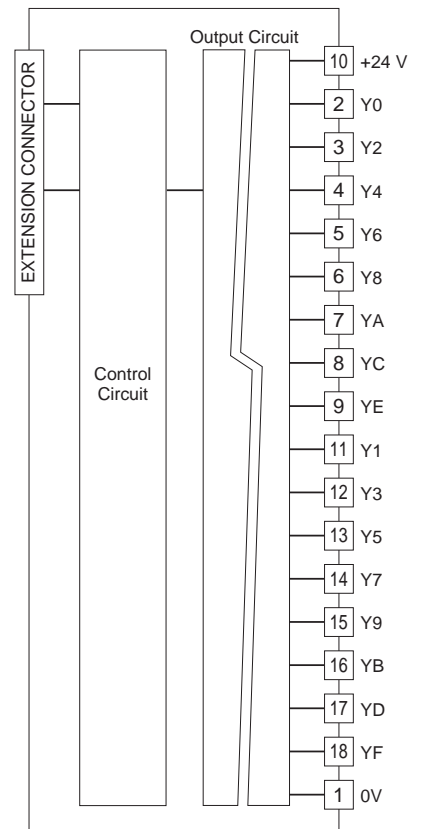 Output Circuit
EXTENSION CONNECTOR
Control
Circuit
10 +24 V
2 Y0
3 Y2
4 Y4
5 Y6
6 Y8
7 YA
8 YC
9 YE
11 Y1
12 Y3
13 Y5
14 Y7
15 Y9
16 YB
17 YD
18 YF
1 0V